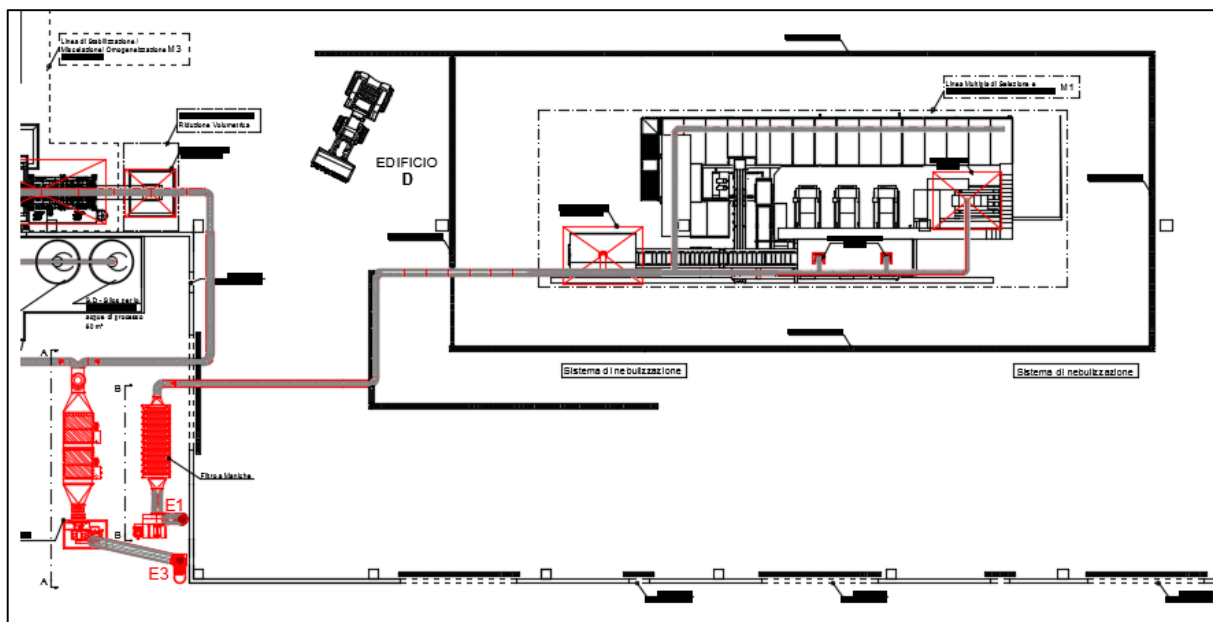 Linea di Stabilizzazione /
Miscelazione / Omogeneizzazione M3
Riduzione Volumetrica
EDIFICIO
D
Linea Multipla di Selezione e
M1
S.D - Silos per lo
acque di processo
60 m³
A
A
B
B
Sistema di nebulizzazione
Sistema di nebulizzazione
Filtro a Maniche
E1
E3